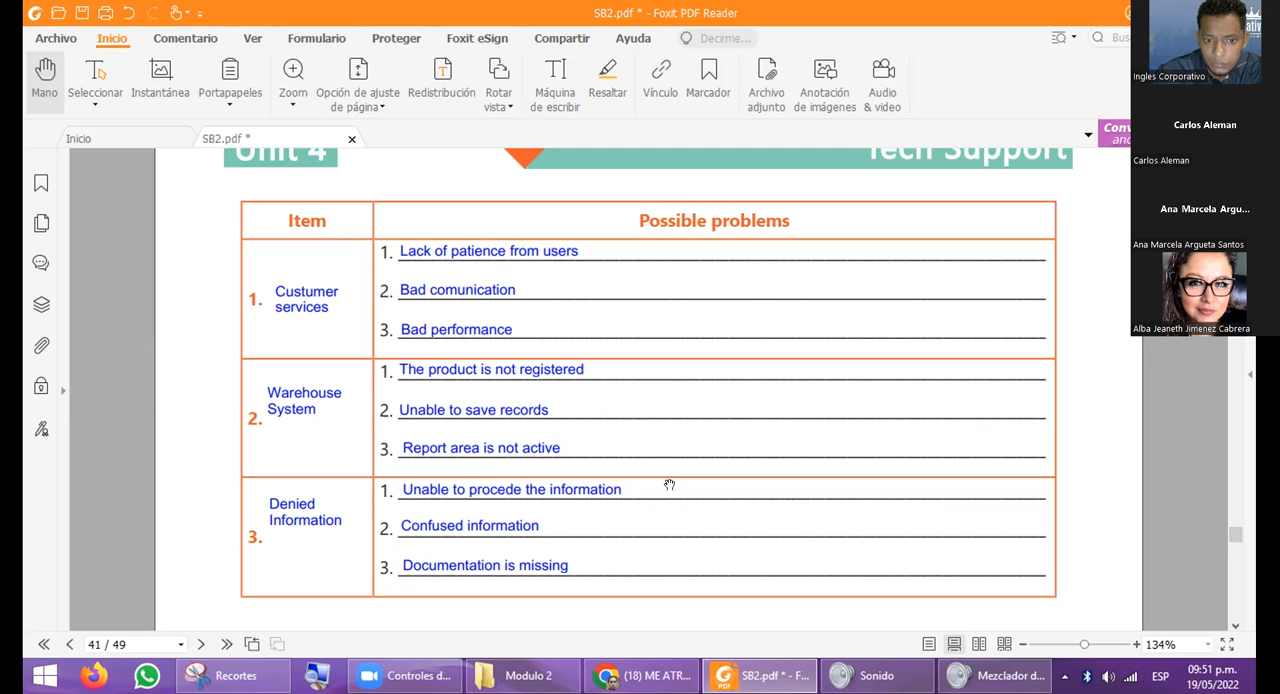 SB2.pdf * - Foxit PDF Reader
Archivo Inicio Comentario Ver Formulario Proteger Foxit eSign Compartir Ayuda Decirme...
Mano Seleccionar Instantánea Portapapeles Zoom Opción de ajuste de página Redistribución Rotar vista Máquina de escribir Resaltar Vínculo Marcador Archivo adjunto Anotación de imágenes Audio & video
Inicio SB2.pdf *
Unit 4 Tech Support
Item Possible problems
1. Custumer services
1. Lack of patience from users
2. Bad comunication
3. Bad performance
2. Warehouse System
1. The product is not registered
2. Unable to save records
3. Report area is not active
3. Denied Information
1. Unable to procede the information
2. Confused information
3. Documentation is missing
Ingles Corporativo
Carlos Aleman
Carlos Aleman
Ana Marcela Argu...
Ana Marcela Argueta Santos
Alba Jeaneth Jimenez Cabrera
41 / 49 134%
Recortes Controles d... Modulo 2 (18) ME ATR... SB2.pdf * - F... Sonido Mezclador d... ESP
09:51 p.m.
19/05/2022